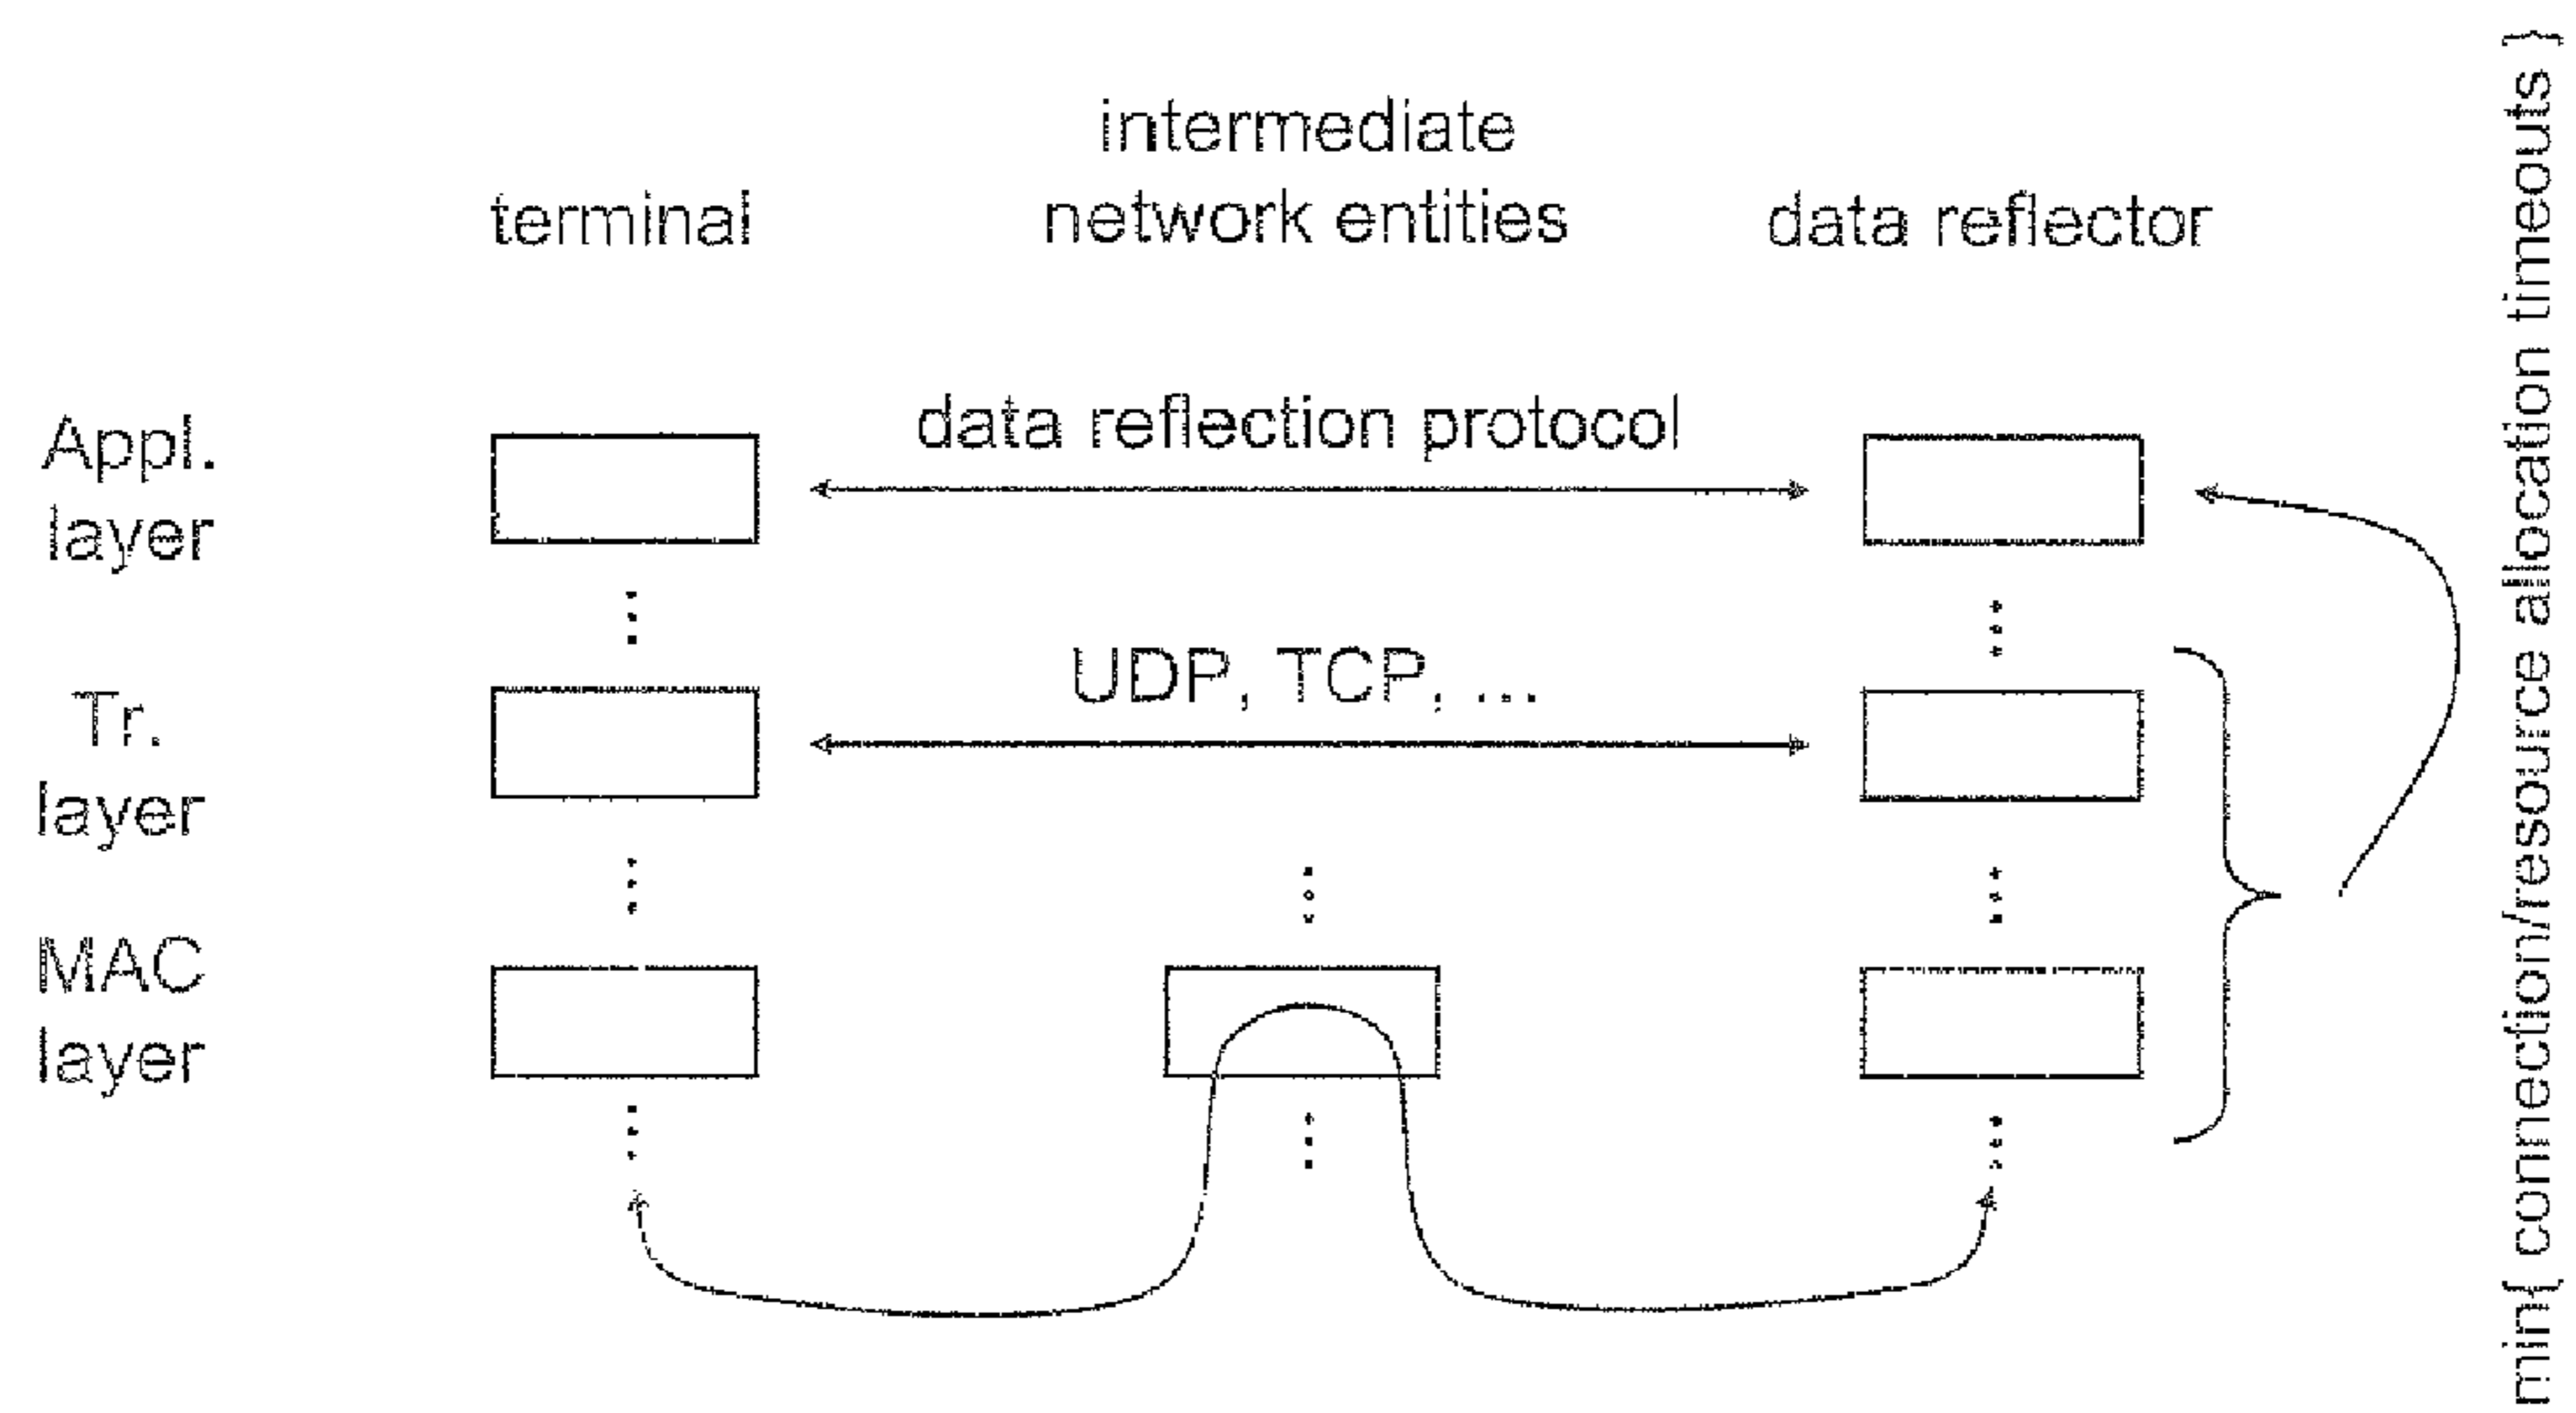 intermediate
terminal
network entities
data reflector
Appl.
layer
data reflection protocol
Tr.
layer
UDP, TCP, ...
MAC
layer
min{ connection/resource allocation timeouts }